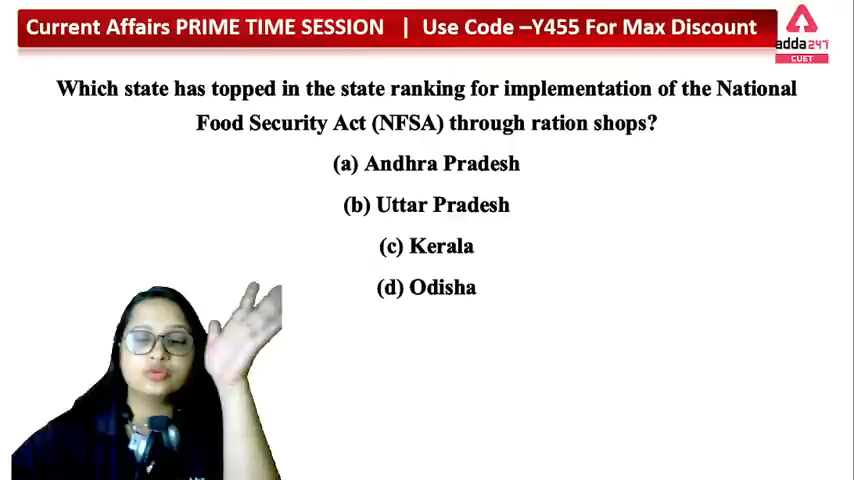 Current Affairs PRIME TIME SESSION | Use Code –Y455 For Max Discount
adda247
CUET
Which state has topped in the state ranking for implementation of the National
Food Security Act (NFSA) through ration shops?
(a) Andhra Pradesh
(b) Uttar Pradesh
(c) Kerala
(d) Odisha